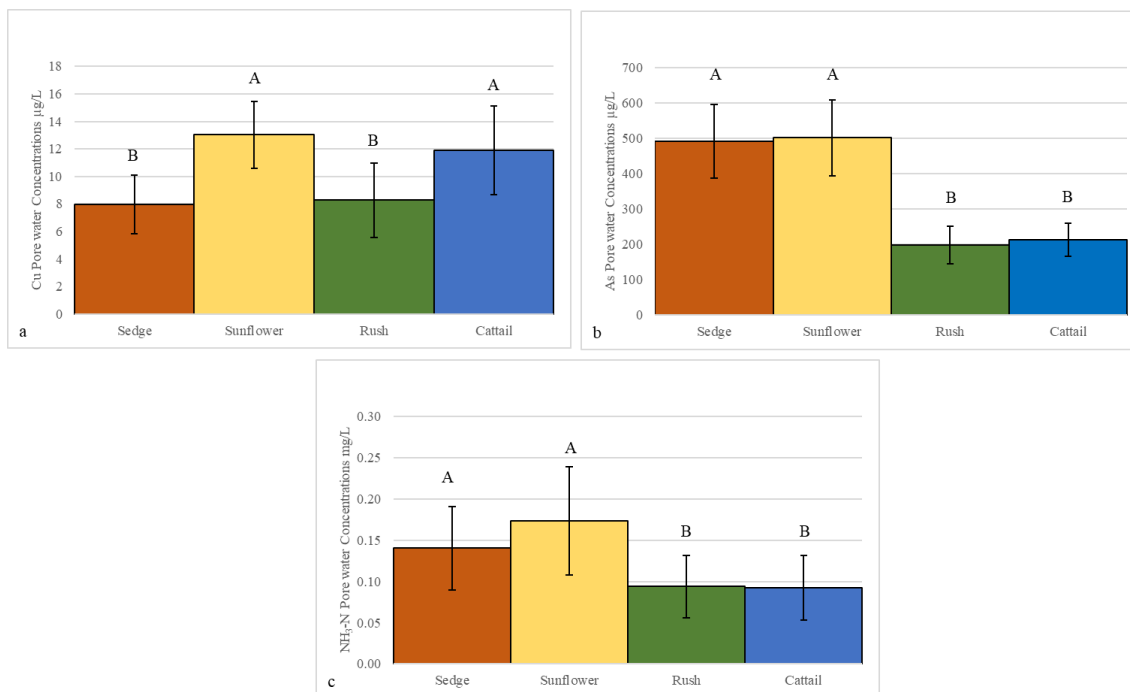 Cu Pore water Concentrations µg/L
18
16
14
12
10
8
6
4
2
0
B
A
B
A
Sedge
Sunflower
Rush
Cattail
a
As Pore water Concentrations µg/L
700
600
500
400
300
200
100
0
A
A
B
B
Sedge
Sunflower
Rush
Cattail
b
NH₃-N Pore water Concentrations mg/L
0.30
0.25
0.20
0.15
0.10
0.05
0.00
A
A
B
B
Sedge
Sunflower
Rush
Cattail
c